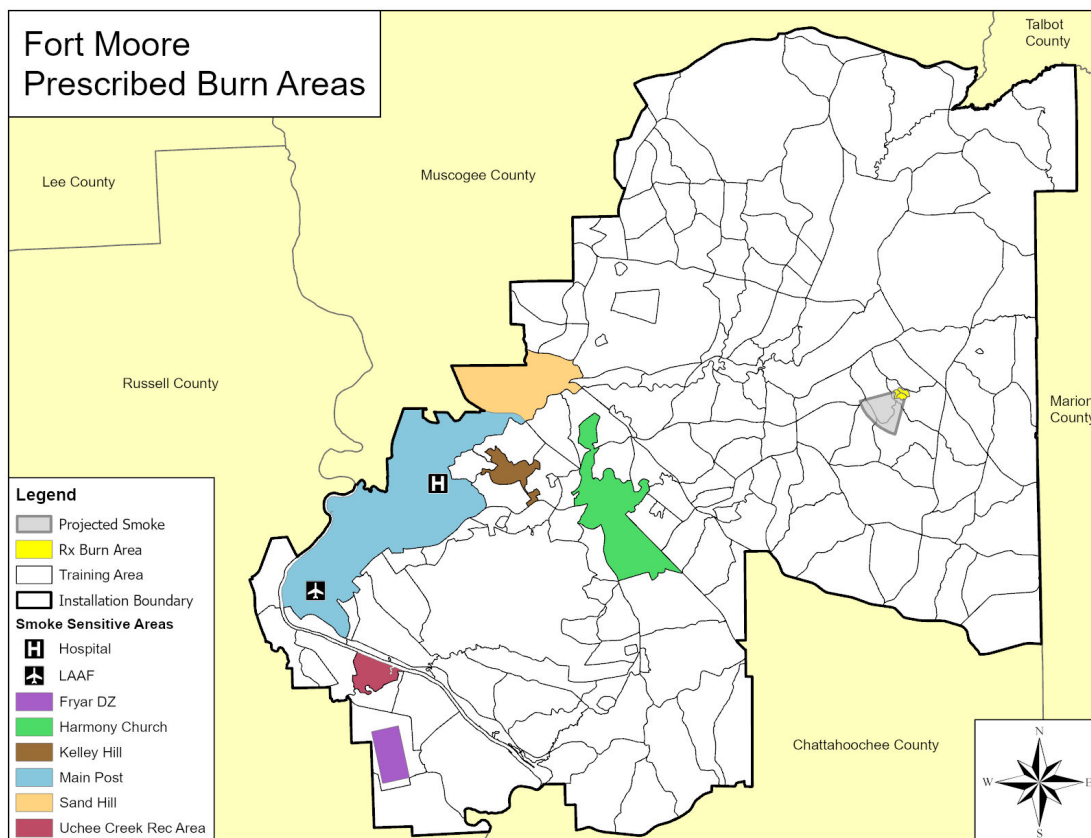 Fort Moore
Prescribed Burn Areas
Talbot
County
Lee County
Muscogee County
Russell County
Marion
County
Chattahoochee County
Legend
Projected Smoke
Rx Burn Area
Training Area
Installation Boundary
Smoke Sensitive Areas
H Hospital
LAAF
Fryar DZ
Harmony Church
Kelley Hill
Main Post
Sand Hill
Uchee Creek Rec Area
H
N
W E
S